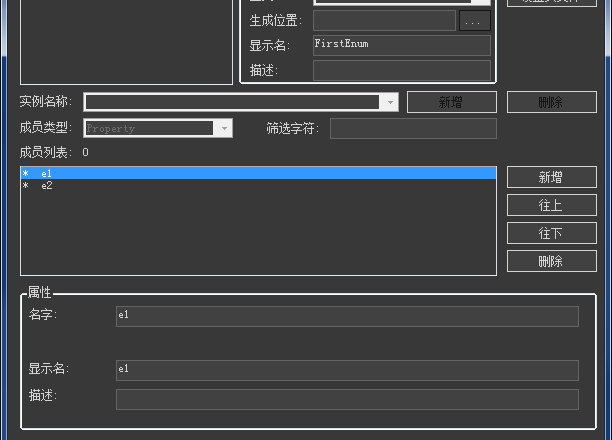 生成位置: ...
显示名: FirstEnum
描述:
实例名称: 新增 删除
成员类型: Property 筛选字符:
成员列表: 0
* e1
* e2
新增
往上
往下
删除
属性
名字: e1
显示名: e1
描述: